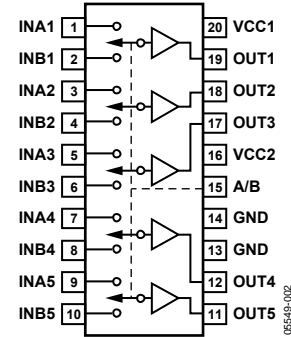 INA1 1 20 VCC1
INB1 2 19 OUT1
INA2 3 18 OUT2
INB2 4 17 OUT3
INA3 5 16 VCC2
INB3 6 15 A/B
INA4 7 14 GND
INB4 8 13 GND
INA5 9 12 OUT4
INB5 10 11 OUT5
05549-002